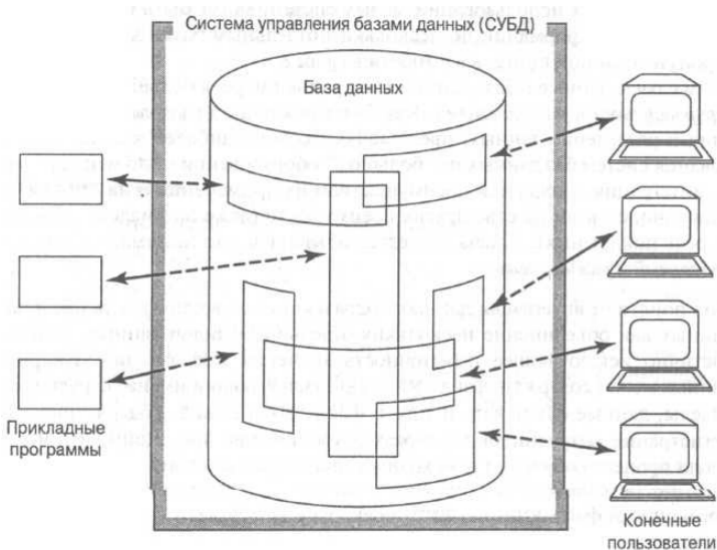 Система управления базами данных (СУБД)
База данных
Прикладные
программы
Конечные
пользователи